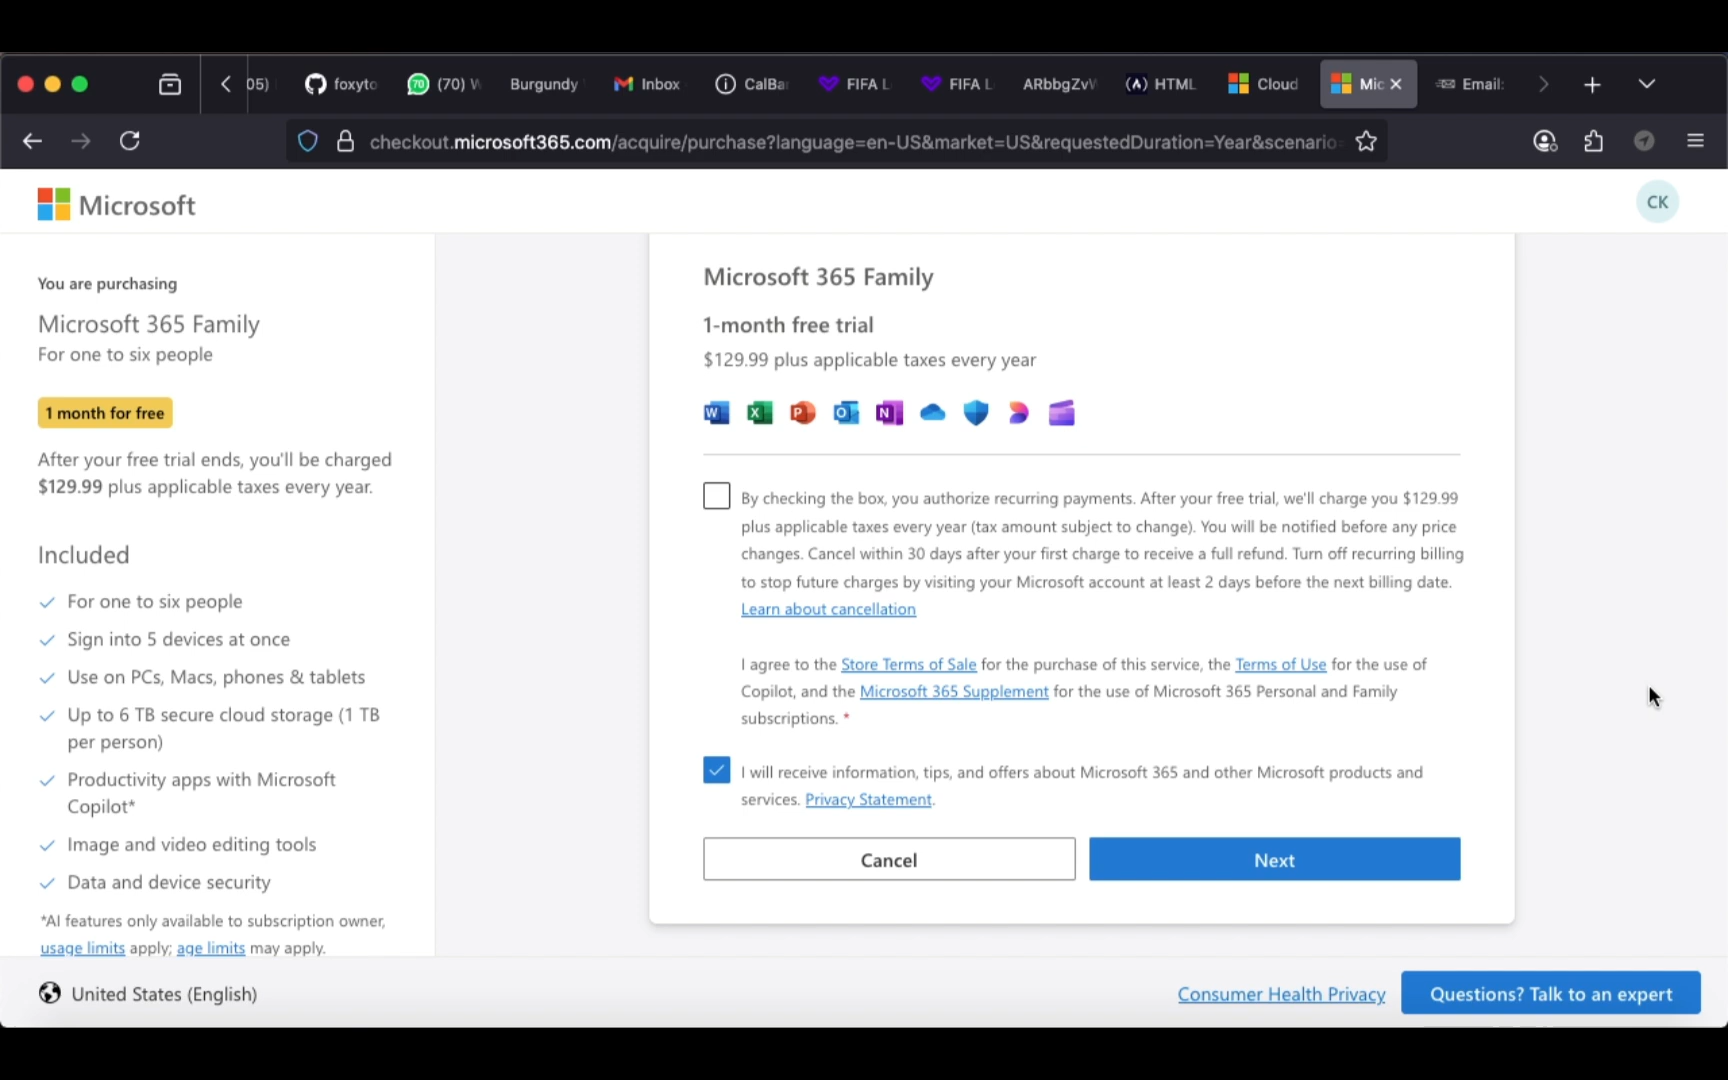 05)
foxyto
70
(70) W
Burgundy
Inbox
CalBa
FIFA L
FIFA L
ARbbgZvW
(A) HTML
Cloud
Mic
Email:
checkout.microsoft365.com/acquire/purchase?language=en-US&market=US&requestedDuration=Year&scenario
Microsoft
CK
You are purchasing
Microsoft 365 Family
For one to six people
1 month for free
After your free trial ends, you'll be charged
$129.99 plus applicable taxes every year.
Included
For one to six people
Sign into 5 devices at once
Use on PCs, Macs, phones & tablets
Up to 6 TB secure cloud storage (1 TB
per person)
Productivity apps with Microsoft
Copilot*
Image and video editing tools
Data and device security
*AI features only available to subscription owner,
usage limits apply; age limits may apply.
Microsoft 365 Family
1-month free trial
$129.99 plus applicable taxes every year
By checking the box, you authorize recurring payments. After your free trial, we'll charge you $129.99
plus applicable taxes every year (tax amount subject to change). You will be notified before any price
changes. Cancel within 30 days after your first charge to receive a full refund. Turn off recurring billing
to stop future charges by visiting your Microsoft account at least 2 days before the next billing date.
Learn about cancellation
I agree to the Store Terms of Sale for the purchase of this service, the Terms of Use for the use of
Copilot, and the Microsoft 365 Supplement for the use of Microsoft 365 Personal and Family
subscriptions. *
I will receive information, tips, and offers about Microsoft 365 and other Microsoft products and
services. Privacy Statement.
Cancel
Next
United States (English)
Consumer Health Privacy
Questions? Talk to an expert